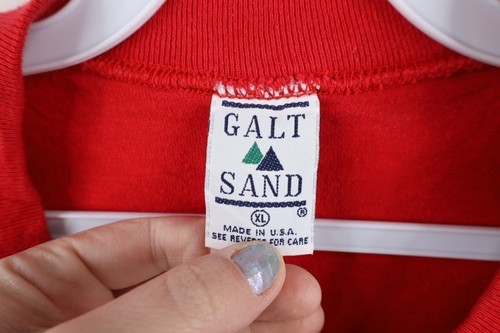 GALT
SAND
XL ®
MADE IN U.S.A.
SEE REVERSE FOR CARE